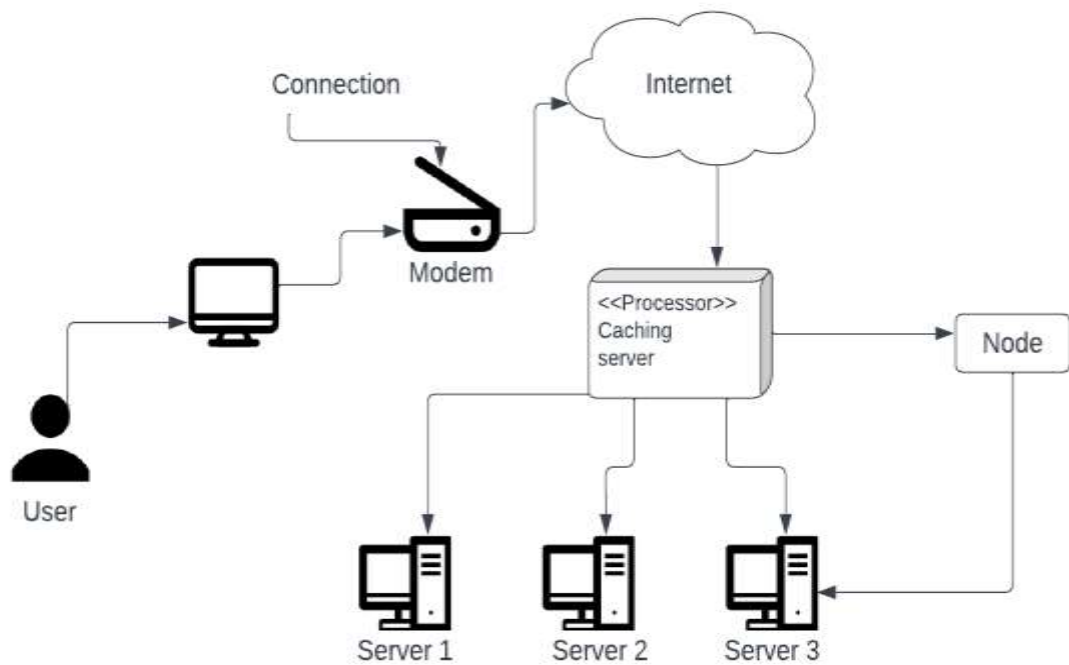 Connection
Internet
Modem
<<Processor>>
Caching
server
Node
User
Server 1
Server 2
Server 3